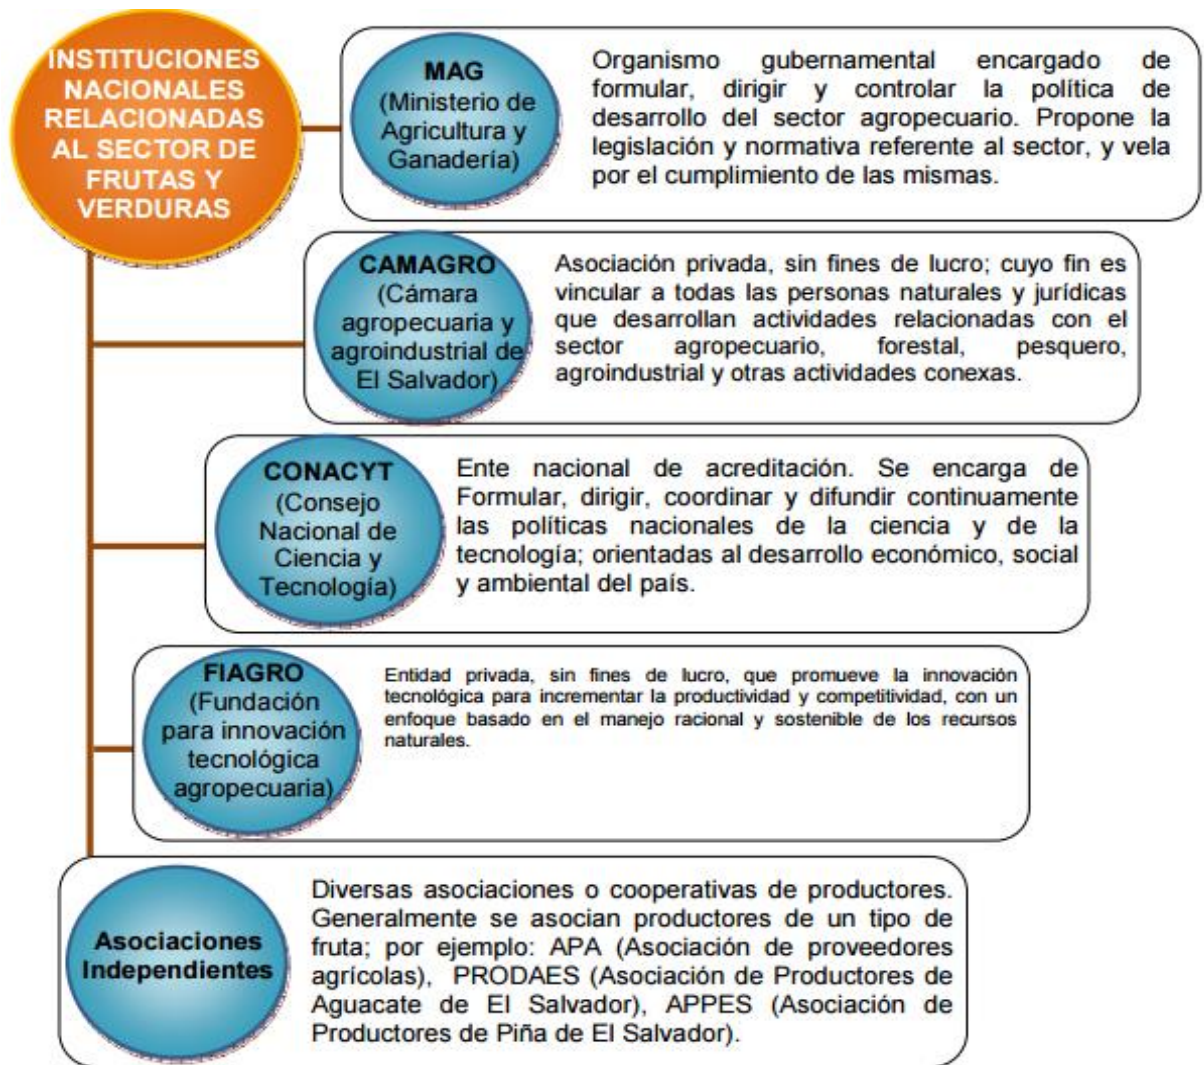 INSTITUCIONES
NACIONALES
RELACIONADAS
AL SECTOR DE
FRUTAS Y
VERDURAS
MAG
(Ministerio de
Agricultura y
Ganadería)
Organismo gubernamental encargado de
formular, dirigir y controlar la política de
desarrollo del sector agropecuario. Propone la
legislación y normativa referente al sector, y vela
por el cumplimiento de las mismas.
CAMAGRO
(Cámara
agropecuaria y
agroindustrial de
El Salvador)
Asociación privada, sin fines de lucro; cuyo fin es
vincular a todas las personas naturales y jurídicas
que desarrollan actividades relacionadas con el
sector agropecuario, forestal, pesquero,
agroindustrial y otras actividades conexas.
CONACYT
(Consejo
Nacional de
Ciencia y
Tecnología)
Ente nacional de acreditación. Se encarga de
Formular, dirigir, coordinar y difundir continuamente
las políticas nacionales de la ciencia y de la
tecnología; orientadas al desarrollo económico, social
y ambiental del país.
FIAGRO
(Fundación
para innovación
tecnológica
agropecuaria)
Entidad privada, sin fines de lucro, que promueve la innovación
tecnológica para incrementar la productividad y competitividad, con un
enfoque basado en el manejo racional y sostenible de los recursos
naturales.
Asociaciones
Independientes
Diversas asociaciones o cooperativas de productores.
Generalmente se asocian productores de un tipo de
fruta; por ejemplo: APA (Asociación de proveedores
agrícolas), PRODAES (Asociación de Productores de
Aguacate de El Salvador), APPES (Asociación de
Productores de Piña de El Salvador).